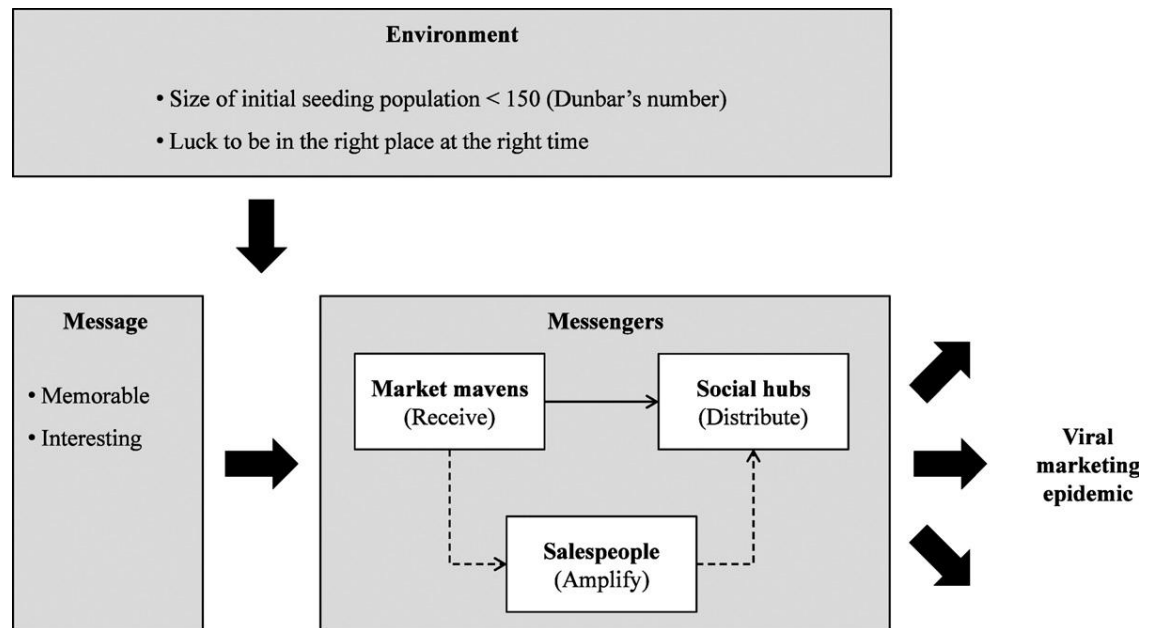 Environment
• Size of initial seeding population < 150 (Dunbar’s number)
• Luck to be in the right place at the right time
Message
• Memorable
• Interesting
Messengers
Market mavens
(Receive)
Social hubs
(Distribute)
Salespeople
(Amplify)
Viral
marketing
epidemic